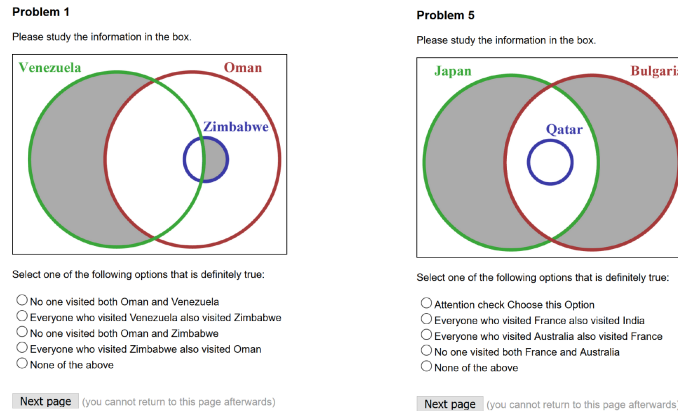 Problem 1
Please study the information in the box.
Venezuela
Oman
Zimbabwe
Select one of the following options that is definitely true:
No one visited both Oman and Venezuela
Everyone who visited Venezuela also visited Zimbabwe
No one visited both Oman and Zimbabwe
Everyone who visited Zimbabwe also visited Oman
None of the above
Next page (you cannot return to this page afterwards)
Problem 5
Please study the information in the box.
Japan
Qatar
Select one of the following options that is definitely true:
Attention check Choose this Option
Everyone who visited France also visited India
Everyone who visited Australia also visited France
No one visited both France and Australia
None of the above
Next page (you cannot return to this page afterwards)